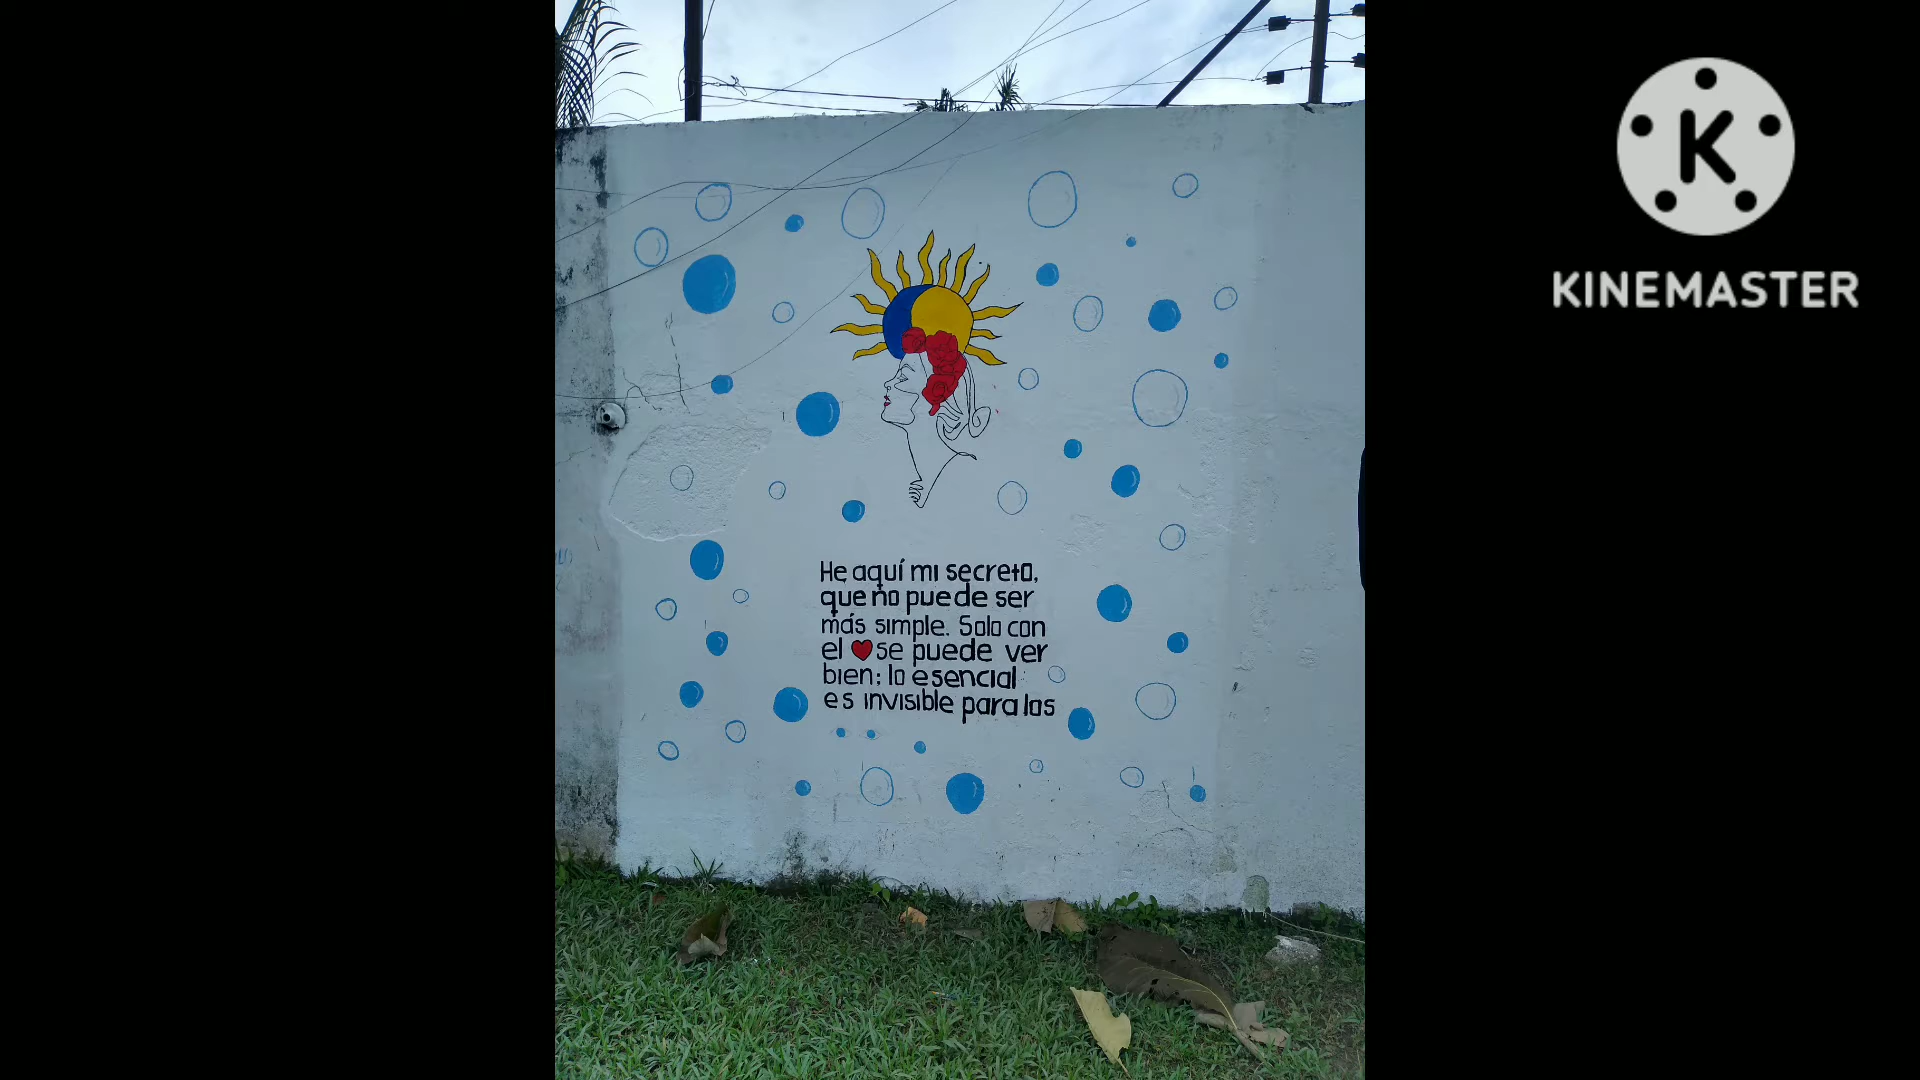 He aquí mi secreto,
que no puede ser
más simple. Solo con
el ❤ se puede ver
bien; lo esencial
es invisible para los
K
KINEMASTER